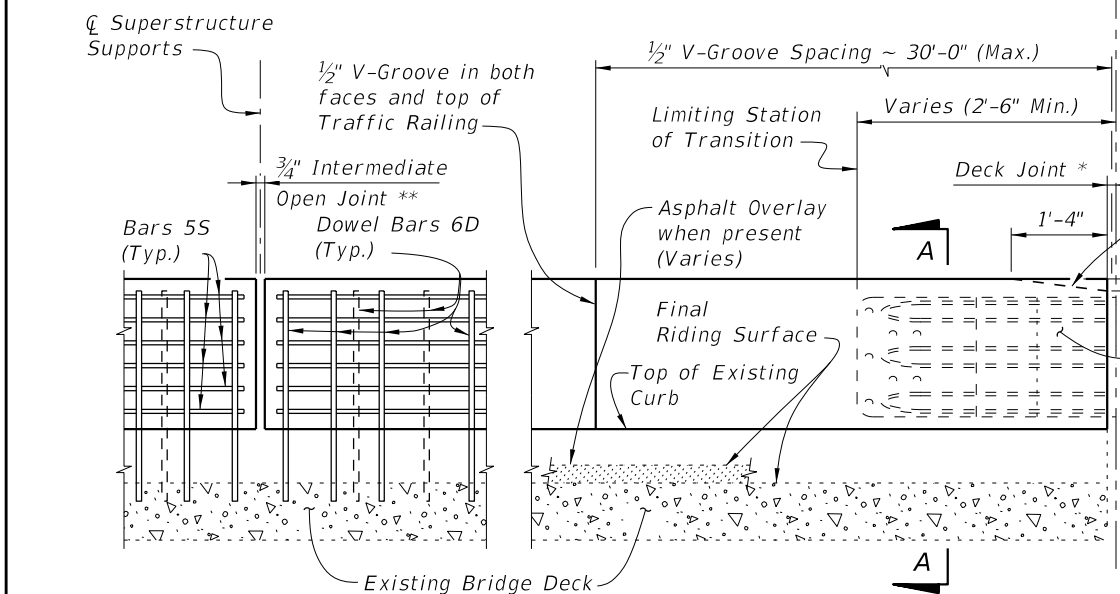 ℄ Superstructure
Supports
½" V-Groove in both
faces and top of
Traffic Railing
½" V-Groove Spacing ~ 30'-0" (Max.)
Limiting Station
of Transition
Varies (2'-6" Min.)
Deck Joint *
¾" Intermediate
Open Joint **
Bars 5S
(Typ.)
Dowel Bars 6D
(Typ.)
Asphalt Overlay
when present
(Varies)
A
1'-4"
Final
Riding Surface
Top of Existing
Curb
Existing Bridge Deck
A